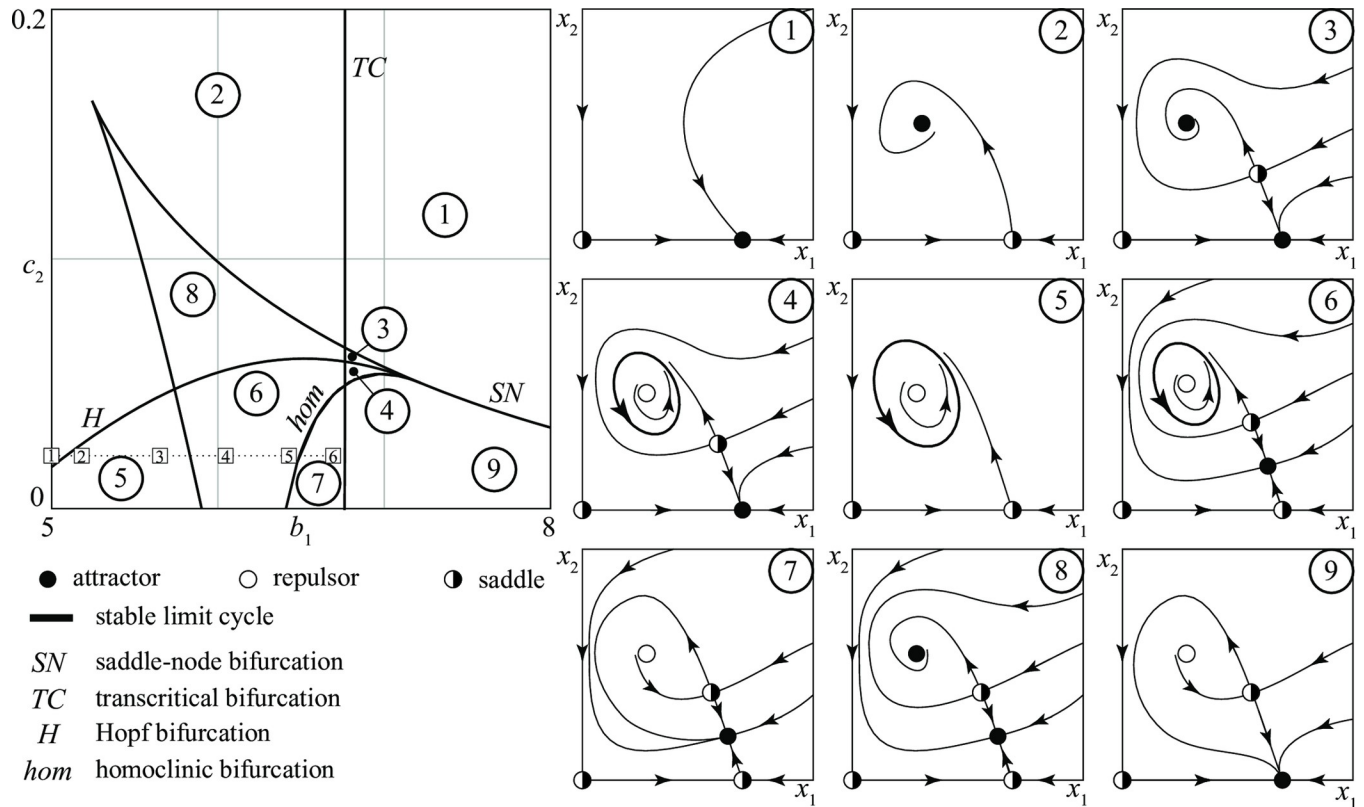 0.2
TC
2
1
c2
8
3
6
hom
4
SN
H
1 2 3 4 5 6
5
7
9
0
5
b1
8
attractor
repulsor
saddle
stable limit cycle
SN saddle-node bifurcation
TC transcritical bifurcation
H Hopf bifurcation
hom homoclinic bifurcation
x2
1
x1
x2
2
x1
x2
3
x1
x2
4
x1
x2
5
x1
x2
6
x1
x2
7
x1
x2
8
x1
x2
9
x1